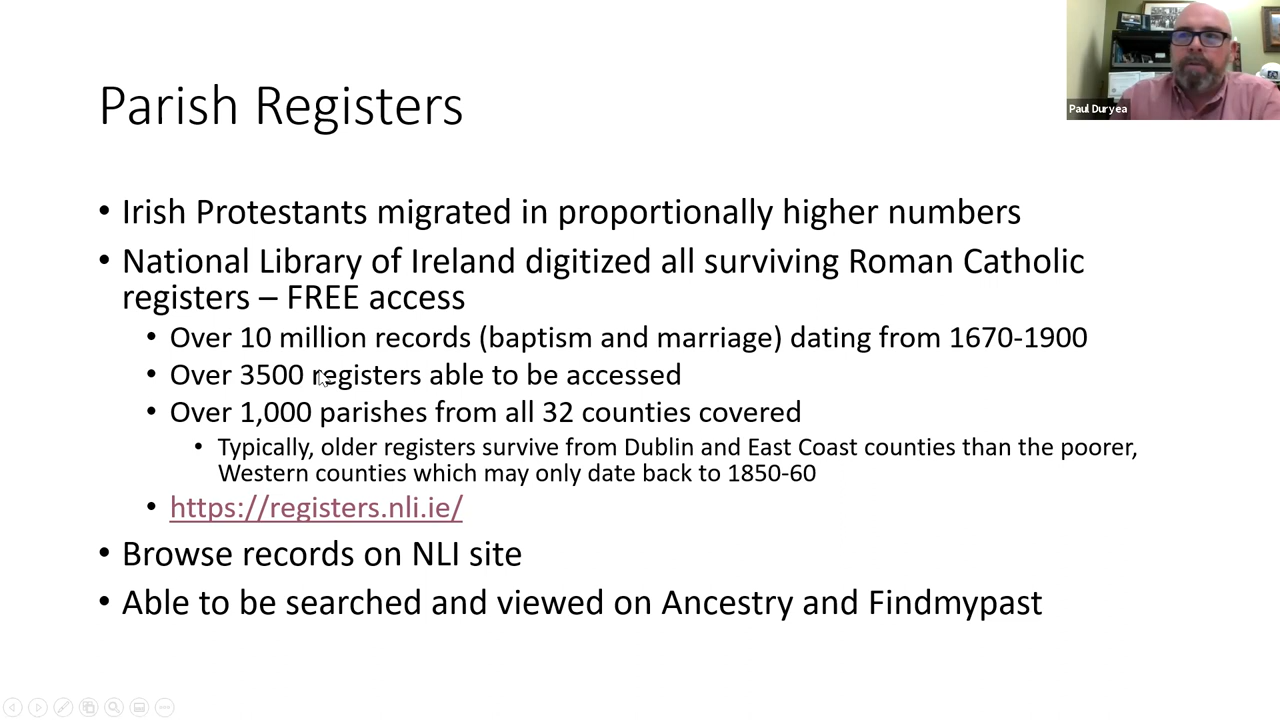 Paul Duryea
Parish Registers
• Irish Protestants migrated in proportionally higher numbers
• National Library of Ireland digitized all surviving Roman Catholic
registers – FREE access
• Over 10 million records (baptism and marriage) dating from 1670-1900
• Over 3500 registers able to be accessed
• Over 1,000 parishes from all 32 counties covered
• Typically, older registers survive from Dublin and East Coast counties than the poorer,
Western counties which may only date back to 1850-60
• https://registers.nli.ie/
• Browse records on NLI site
• Able to be searched and viewed on Ancestry and Findmypast